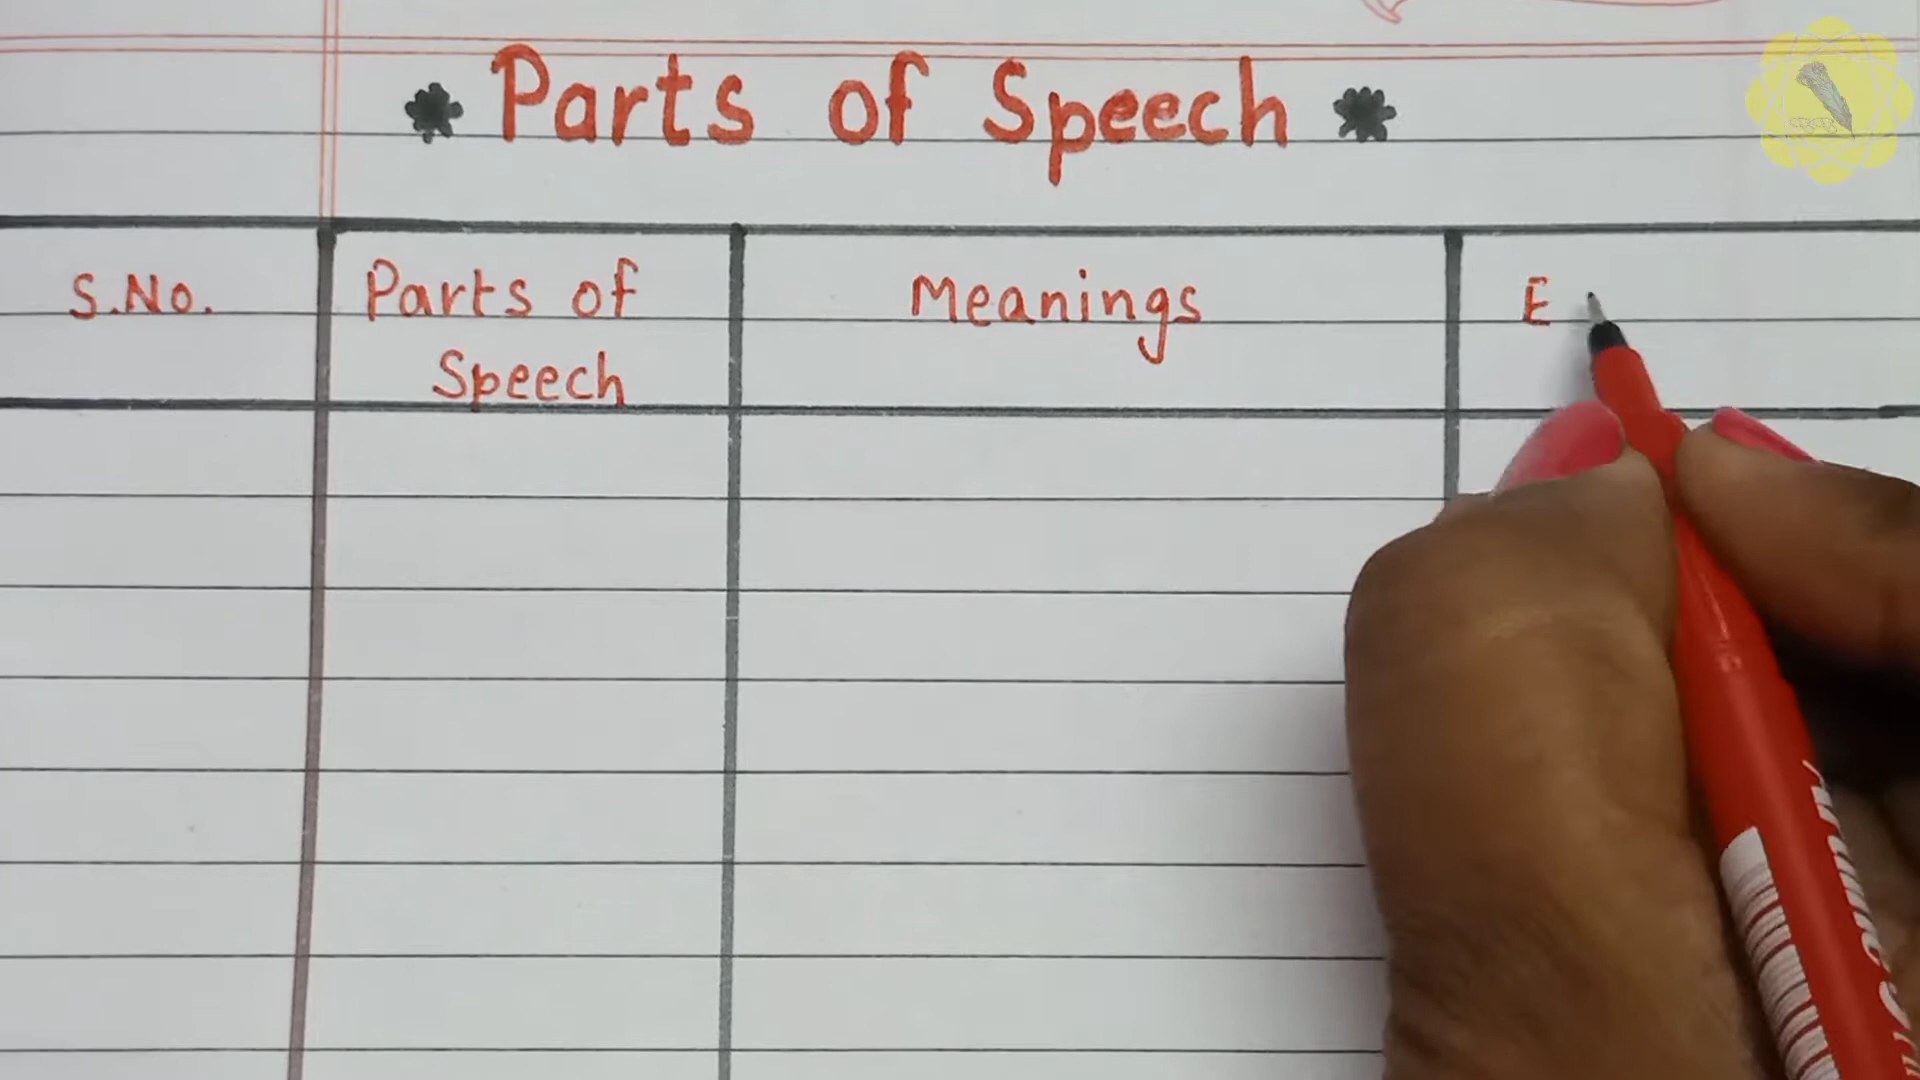 Parts of Speech
S.No.
Parts of
Speech
Meanings
E